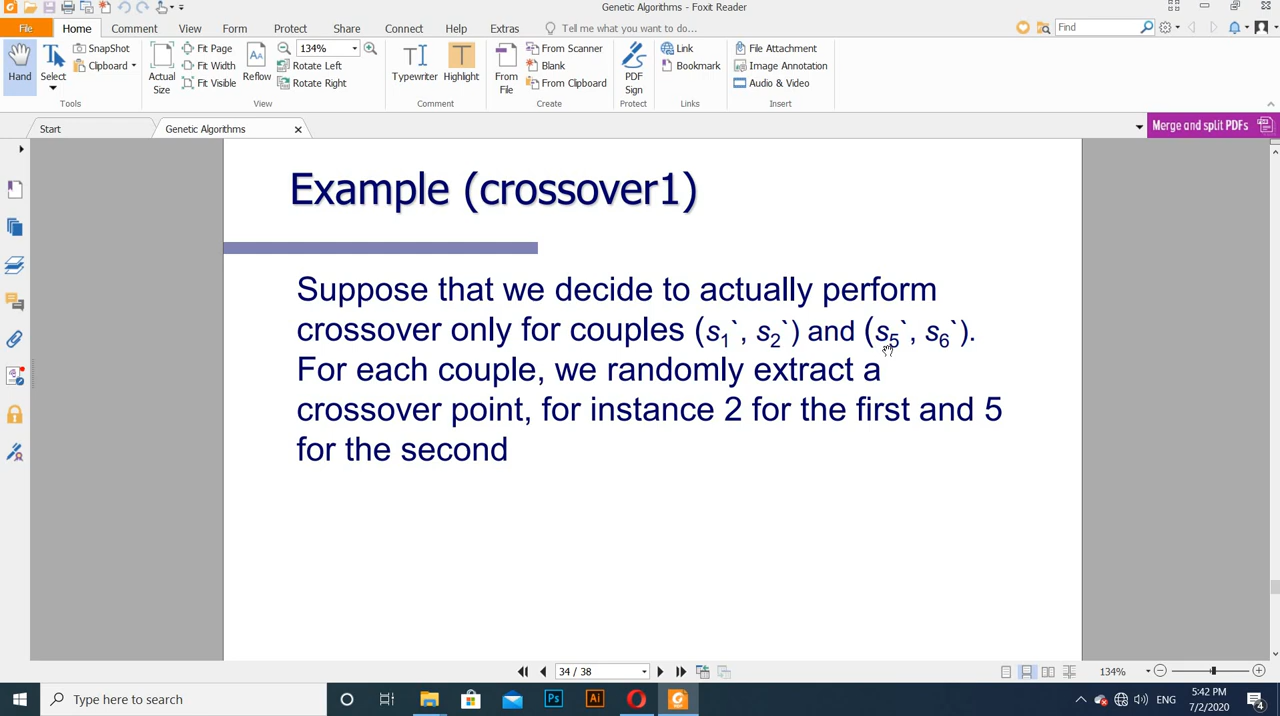 Genetic Algorithms - Foxit Reader
File Home Comment View Form Protect Share Connect Help Extras Tell me what you want to do... Find
Hand
Select
SnapShot
Clipboard
Tools
Actual Size
Fit Page
Fit Width
Fit Visible
Reflow
134%
Rotate Left
Rotate Right
View
Typewriter
Highlight
Comment
From File
From Scanner
Blank
From Clipboard
Create
PDF Sign
Protect
Link
Bookmark
Links
File Attachment
Image Annotation
Audio & Video
Insert
Start Genetic Algorithms Merge and split PDFs
Example (crossover1)
Suppose that we decide to actually perform
crossover only for couples (s1`, s2`) and (s5`, s6`).
For each couple, we randomly extract a
crossover point, for instance 2 for the first and 5
for the second
34 / 38 134%
Type here to search Ps Ai ENG 5:42 PM 7/2/2020 4